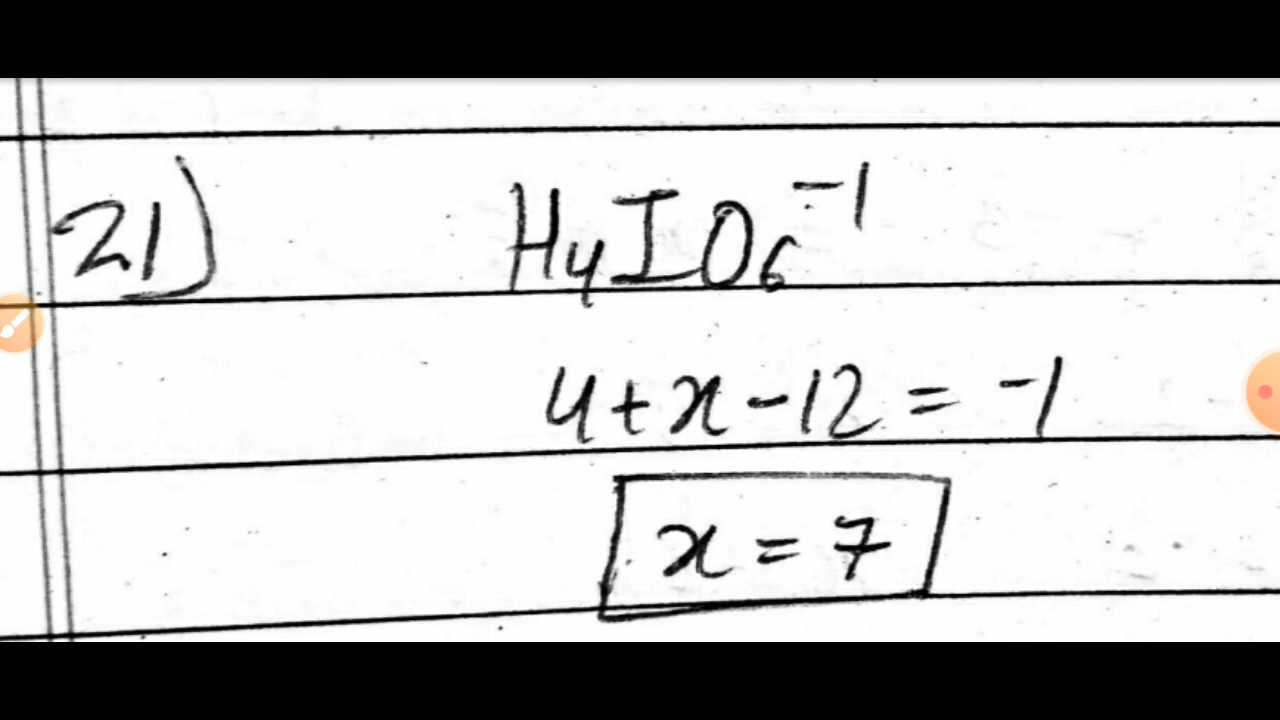 21) H₄IO₆⁻¹
4+x-12 = -1
x = 7